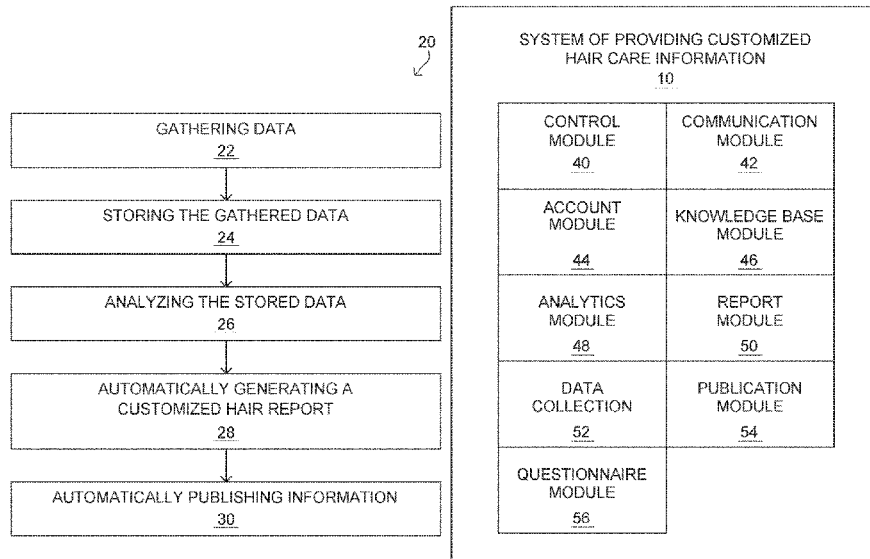 20
GATHERING DATA
22
STORING THE GATHERED DATA
24
ANALYZING THE STORED DATA
26
AUTOMATICALLY GENERATING A
CUSTOMIZED HAIR REPORT
28
AUTOMATICALLY PUBLISHING INFORMATION
30
SYSTEM OF PROVIDING CUSTOMIZED
HAIR CARE INFORMATION
10
CONTROL
MODULE
40
COMMUNICATION
MODULE
42
ACCOUNT
MODULE
44
KNOWLEDGE BASE
MODULE
46
ANALYTICS
MODULE
48
REPORT
MODULE
50
DATA
COLLECTION
52
PUBLICATION
MODULE
54
QUESTIONNAIRE
MODULE
56